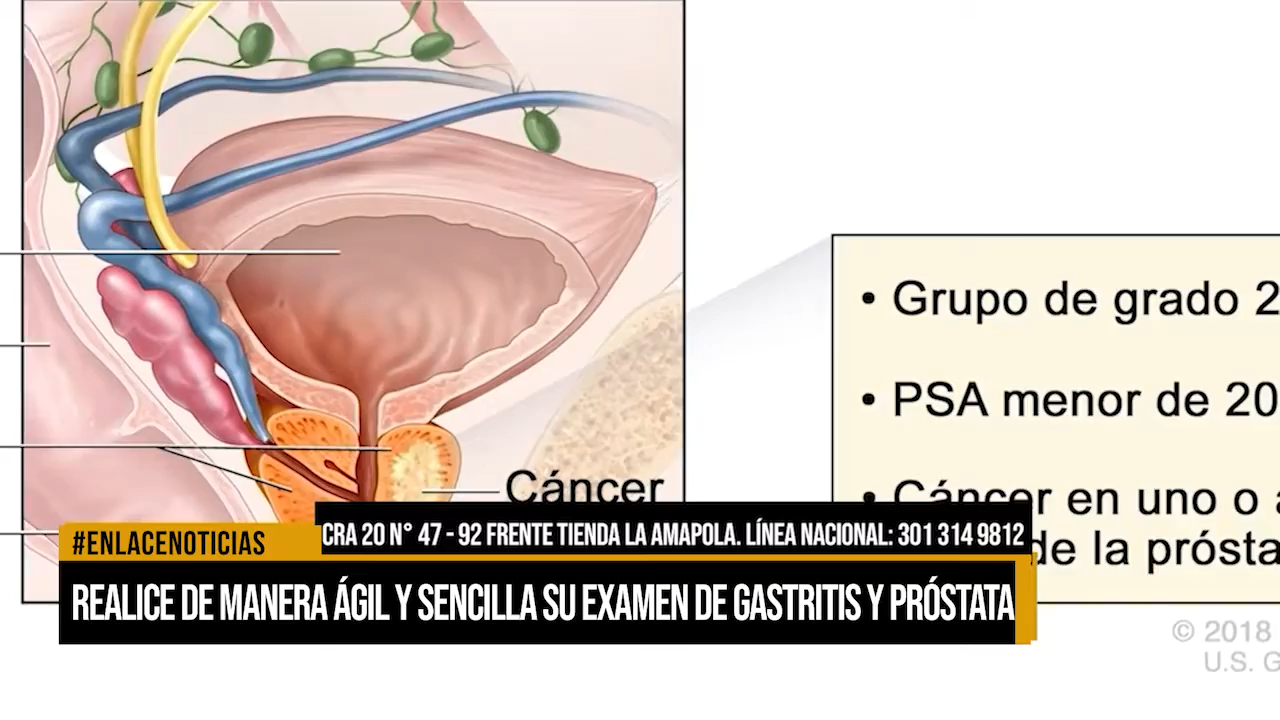 • Grupo de grado 2
• PSA menor de 20
• Cáncer en uno o a
de la prósta
Cáncer
#ENLACENOTICIAS
CRA 20 N° 47 - 92 FRENTE TIENDA LA AMAPOLA. LÍNEA NACIONAL: 301 314 9812
REALICE DE MANERA ÁGIL Y SENCILLA SU EXAMEN DE GASTRITIS Y PRÓSTATA
© 2018
U.S. G